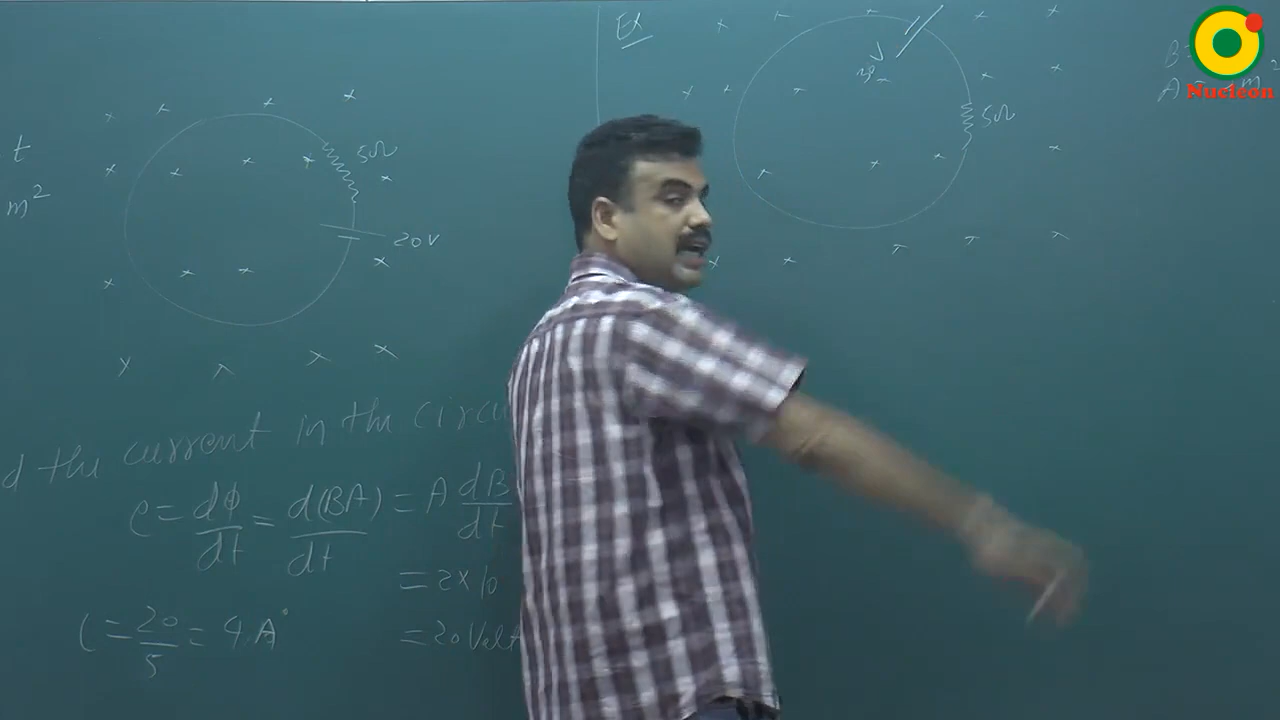 Ex
t
m²
5Ω
20V
5Ω
A =
m²
Nucleon
d the current in the circu
e = dφ/dt = d(BA)/dt = A dB/dt
= 2×10
= 20 Volt
i = 20/5 = 4 A